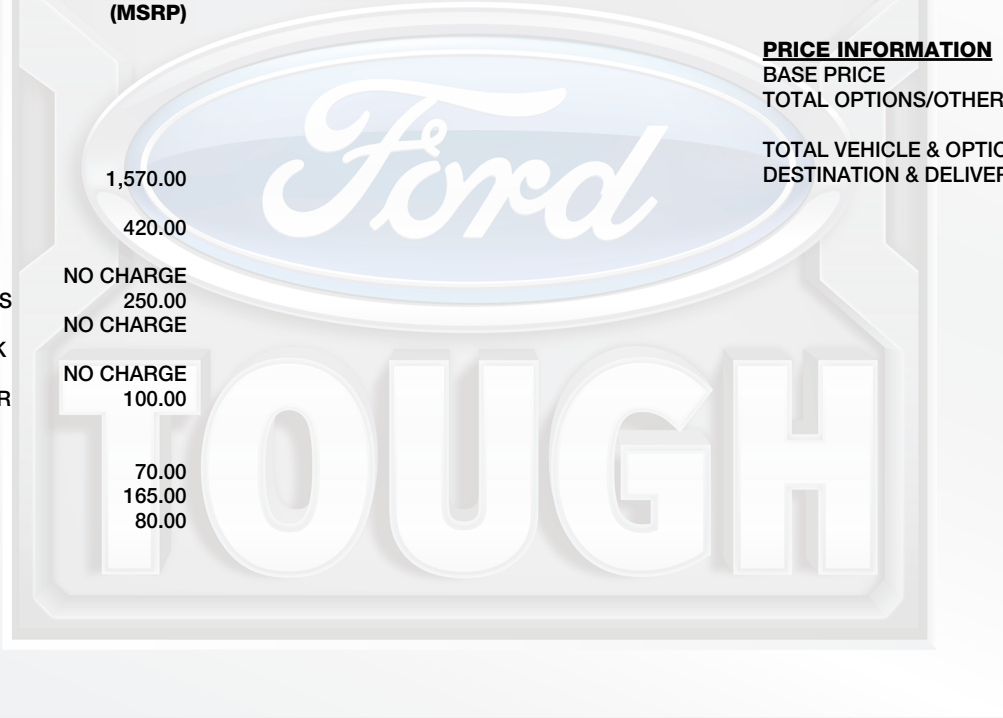 (MSRP)
1,570.00
420.00
NO CHARGE
S 250.00
NO CHARGE
K
NO CHARGE
R 100.00
70.00
165.00
80.00
PRICE INFORMATION
BASE PRICE
TOTAL OPTIONS/OTHER
TOTAL VEHICLE & OPTIO
DESTINATION & DELIVER
Ford
TOUGH